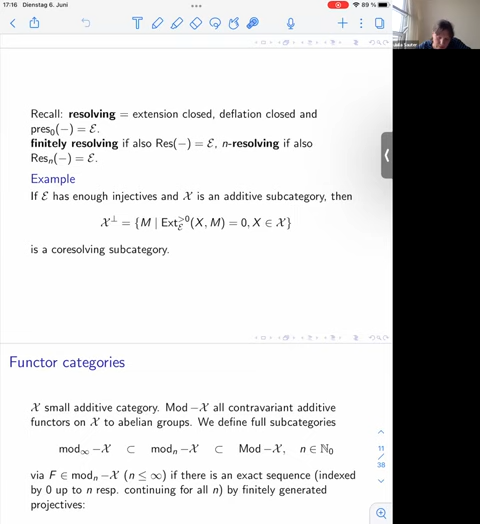 17:16 Dienstag 6. Juni
89 %
Recall: resolving = extension closed, deflation closed and
pres₀(−) = ℰ.
finitely resolving if also Res(−) = ℰ, n-resolving if also
Resₙ(−) = ℰ.
Example
If ℰ has enough injectives and 𝒳 is an additive subcategory, then
𝒳^⊥ = {M | Ext_ℰ^{>0}(X, M) = 0, X ∈ 𝒳}
is a coresolving subcategory.
Functor categories
𝒳 small additive category. Mod −𝒳 all contravariant additive
functors on 𝒳 to abelian groups. We define full subcategories
mod_∞ −𝒳 ⊂ modₙ −𝒳 ⊂ Mod −𝒳, n ∈ ℕ₀
via F ∈ modₙ −𝒳 (n ≤ ∞) if there is an exact sequence (indexed
by 0 up to n resp. continuing for all n) by finitely generated
projectives:
11
/
38